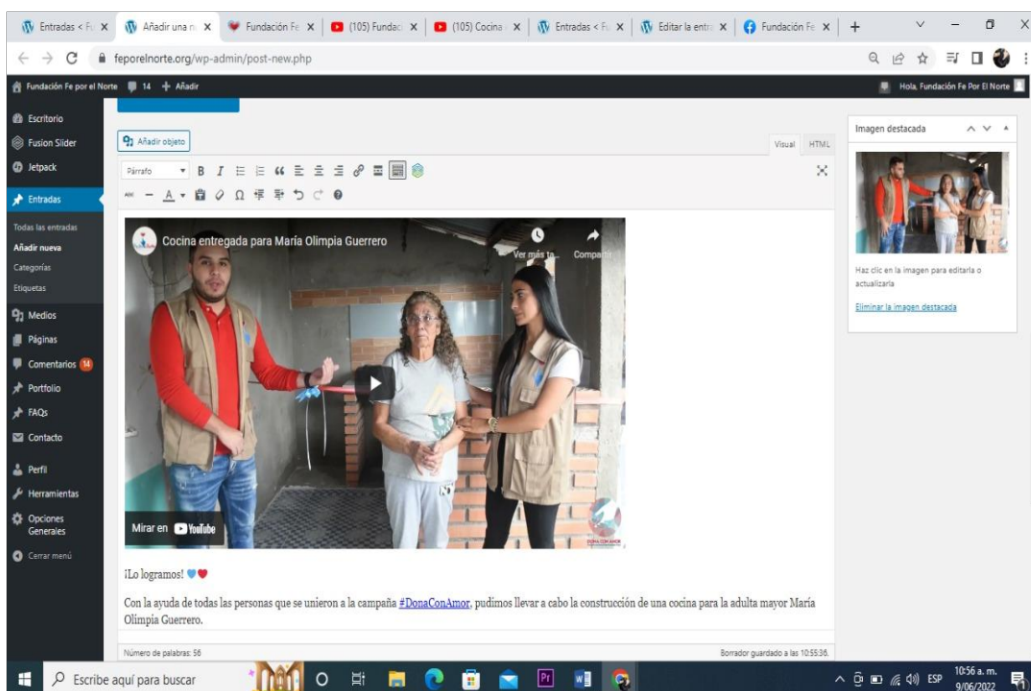 Entradas < F
Añadir una n
Fundación Fe
(105) Fundac
(105) Cocina
Entradas < F
Editar la entr
Fundación Fe
feporelnorte.org/wp-admin/post-new.php
Fundación Fe por el Norte 14 + Añadir
Hola, Fundación Fe Por El Norte
Escritorio
Fusion Slider
Jetpack
Entradas
Todas las entradas
Añadir nueva
Categorías
Etiquetas
Medios
Páginas
Comentarios 14
Portfolio
FAQs
Contacto
Perfil
Herramientas
Opciones
Generales
Cerrar menú
Añadir objeto
Visual HTML
Párrafo
Cocina entregada para María Olimpia Guerrero
Ver más ta...
Compartir
Mirar en YouTube
DONA CON AMOR
¡Lo logramos!
Con la ayuda de todas las personas que se unieron a la campaña #DonaConAmor, pudimos llevar a cabo la construcción de una cocina para la adulta mayor María
Olimpia Guerrero.
Número de palabras: 56
Borrador guardado a las 10:55:36.
Imagen destacada
Haz clic en la imagen para editarla o
actualizarla
Eliminar la imagen destacada
Escribe aquí para buscar
ESP
10:56 a. m.
9/06/2022